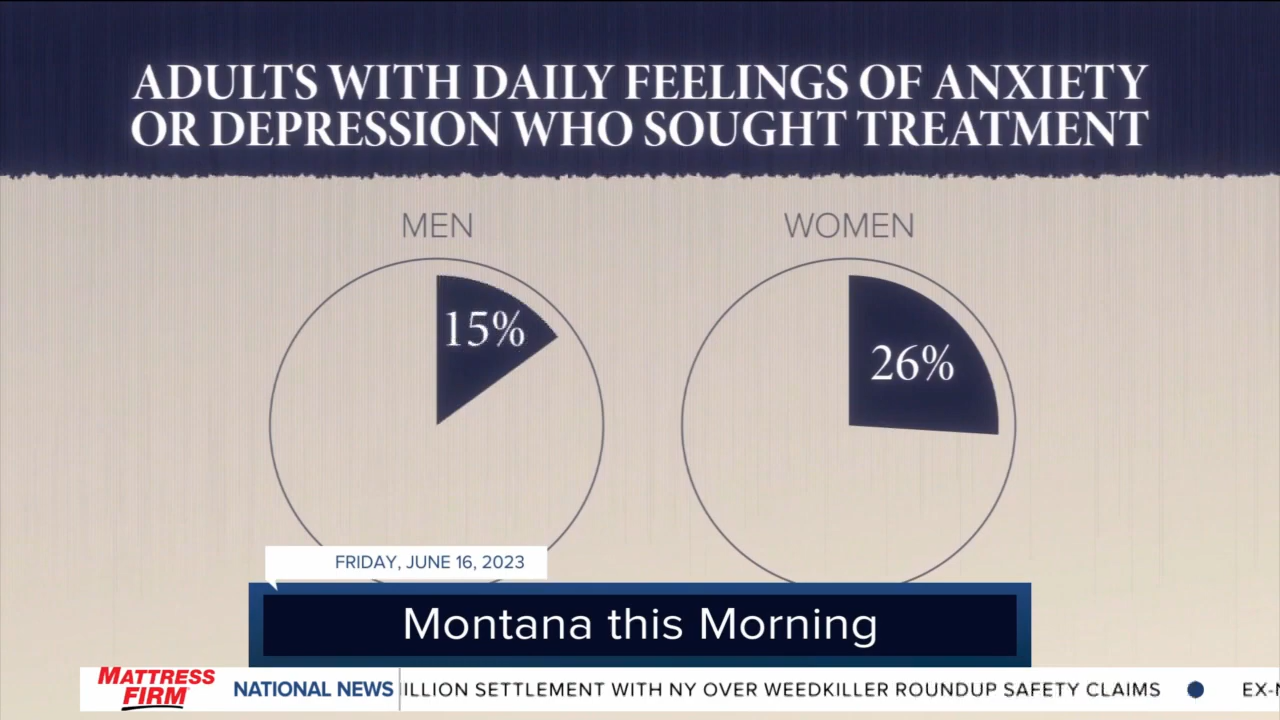 ADULTS WITH DAILY FEELINGS OF ANXIETY
OR DEPRESSION WHO SOUGHT TREATMENT
MEN
WOMEN
15%
26%
FRIDAY, JUNE 16, 2023
Montana this Morning
MATTRESS
FIRM
NATIONAL NEWS
SETTLEMENT WITH NY OVER WEEDKILLER ROUNDUP SAFETY CLAIMS